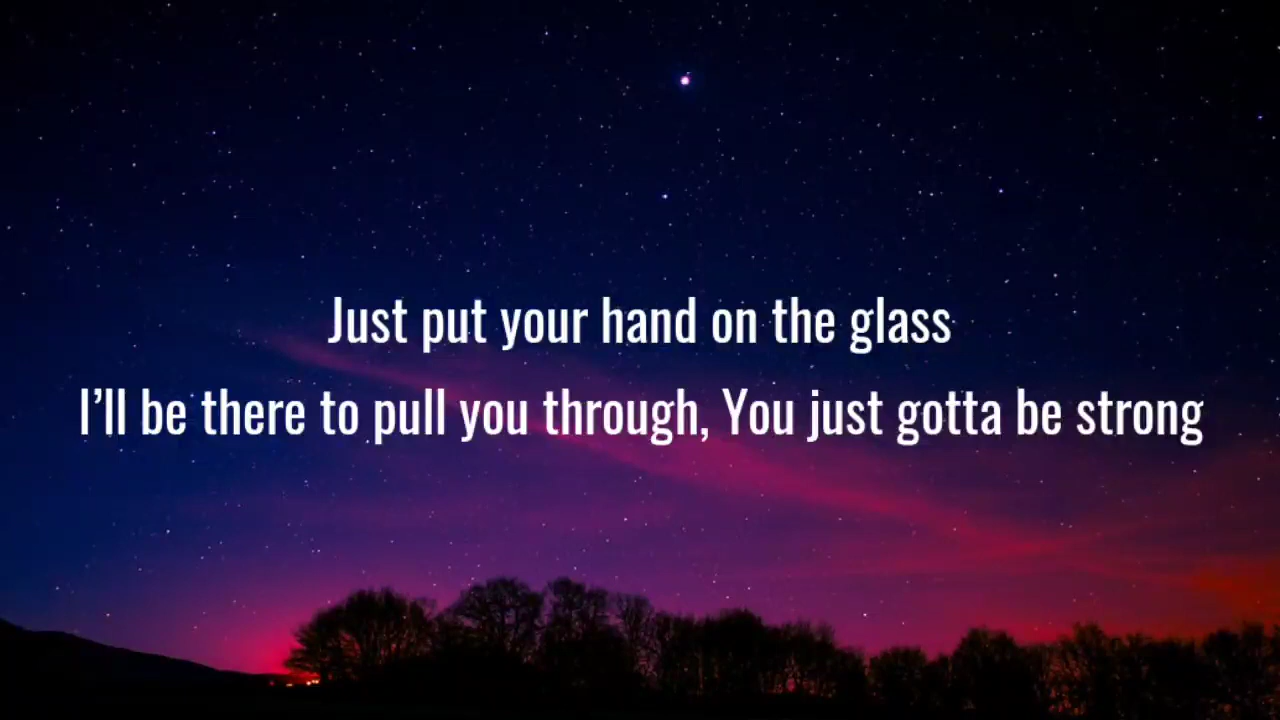 Just put your hand on the glass
I’ll be there to pull you through, You just gotta be strong